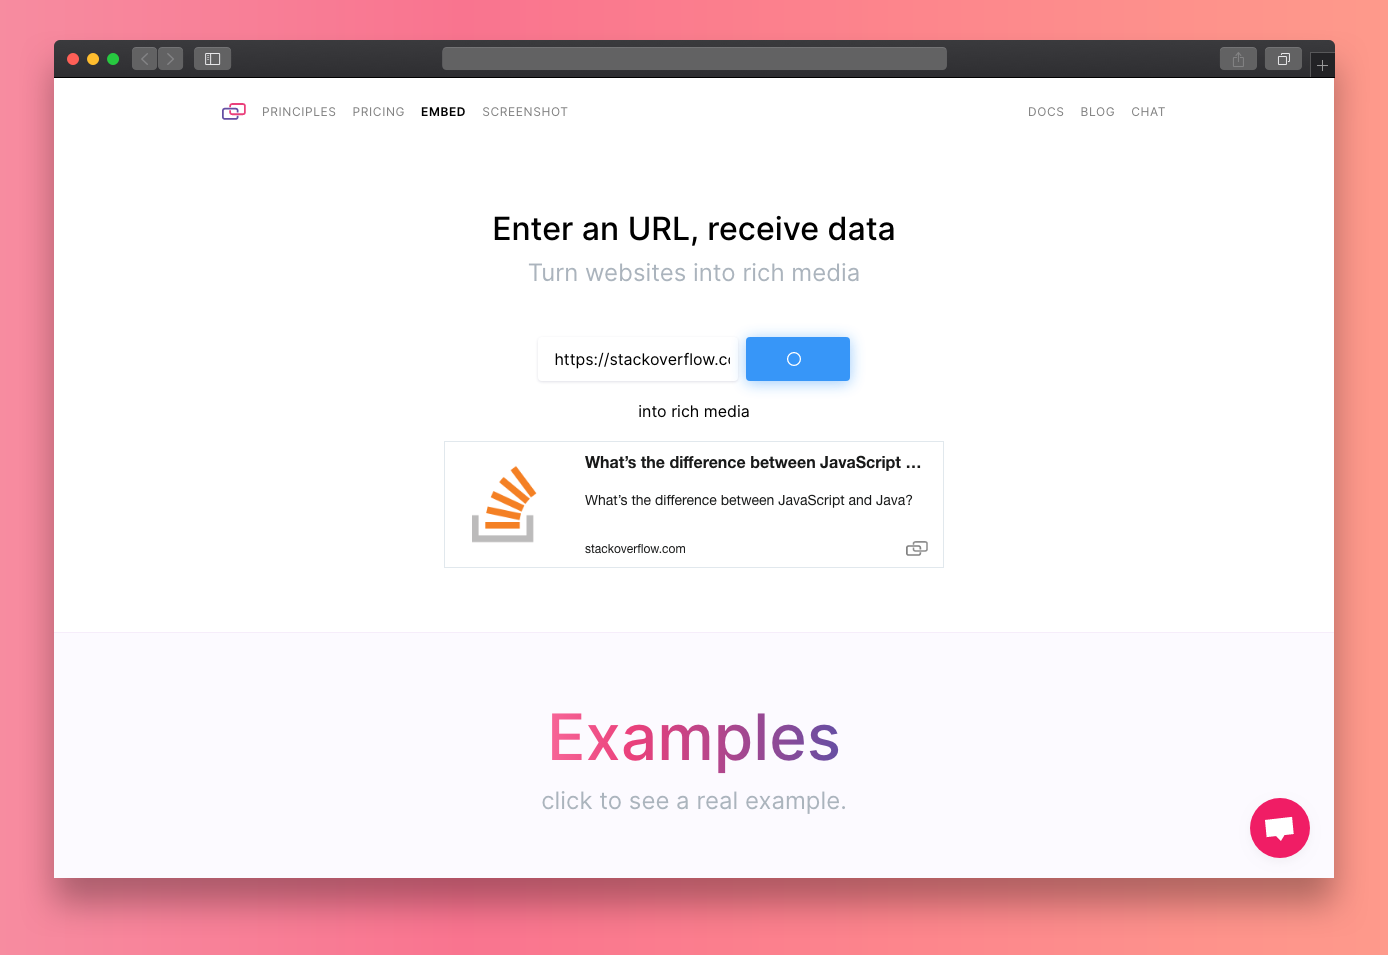 PRINCIPLES PRICING EMBED SCREENSHOT DOCS BLOG CHAT
Enter an URL, receive data
Turn websites into rich media
https://stackoverflow.c
into rich media
What’s the difference between JavaScript ...
What’s the difference between JavaScript and Java?
stackoverflow.com
Examples
click to see a real example.